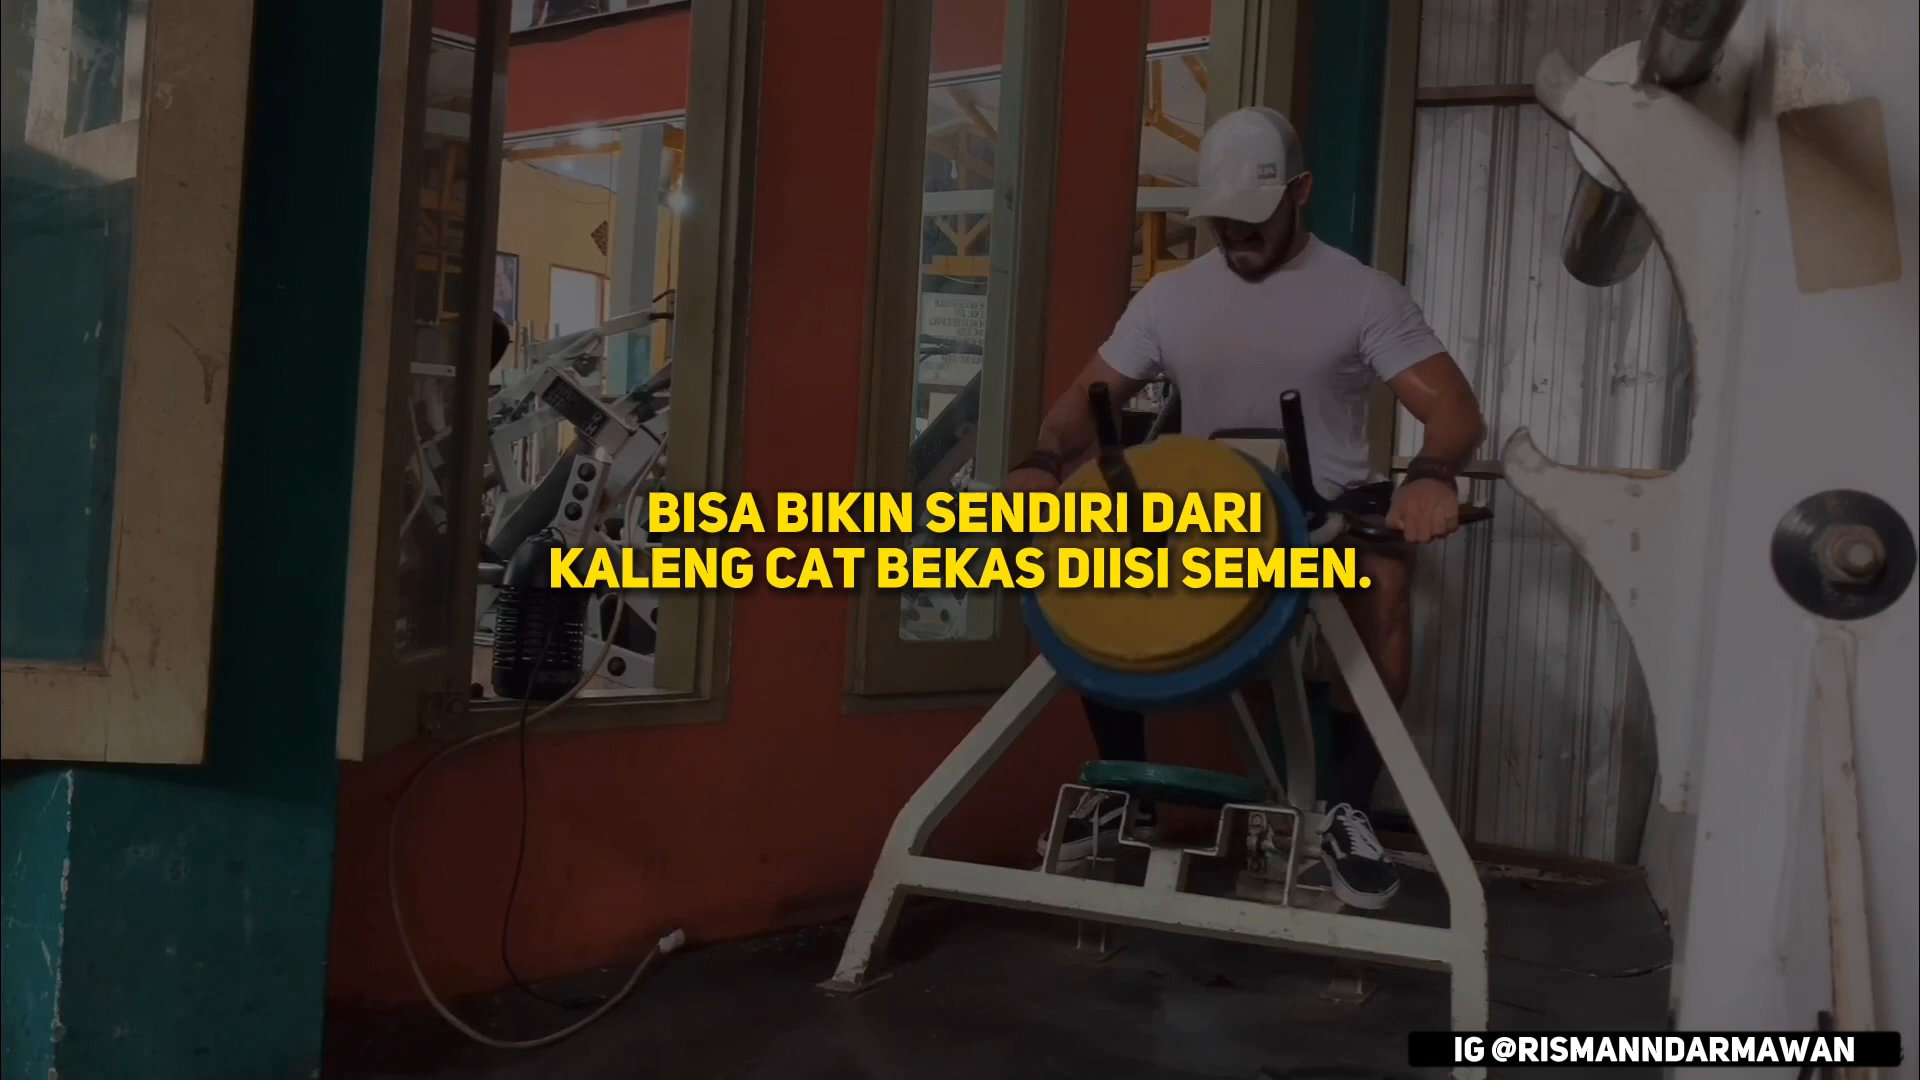 BISA BIKIN SENDIRI DARI
KALENG CAT BEKAS DIISI SEMEN.
IG @RISMANNDARMAWAN